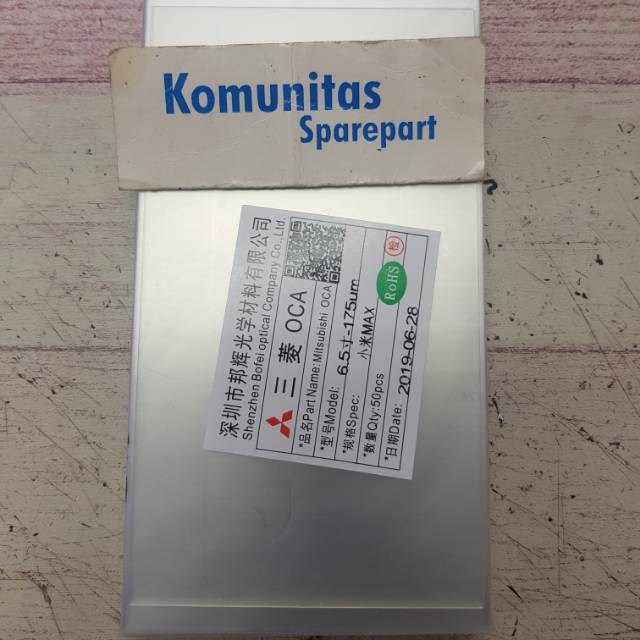 Komunitas
Sparepart
深圳市邦辉光学材料有限公司
Shenzhen Bofei optical Company Co., Ltd.
三菱 OCA
*品名Part Name: Mitsubishi OCA
*型号Model: 6.5寸-175um
*规格Spec: 小米MAX
*数量Qty: 50pcs
*日期Date: 2019-06-28
RoHS